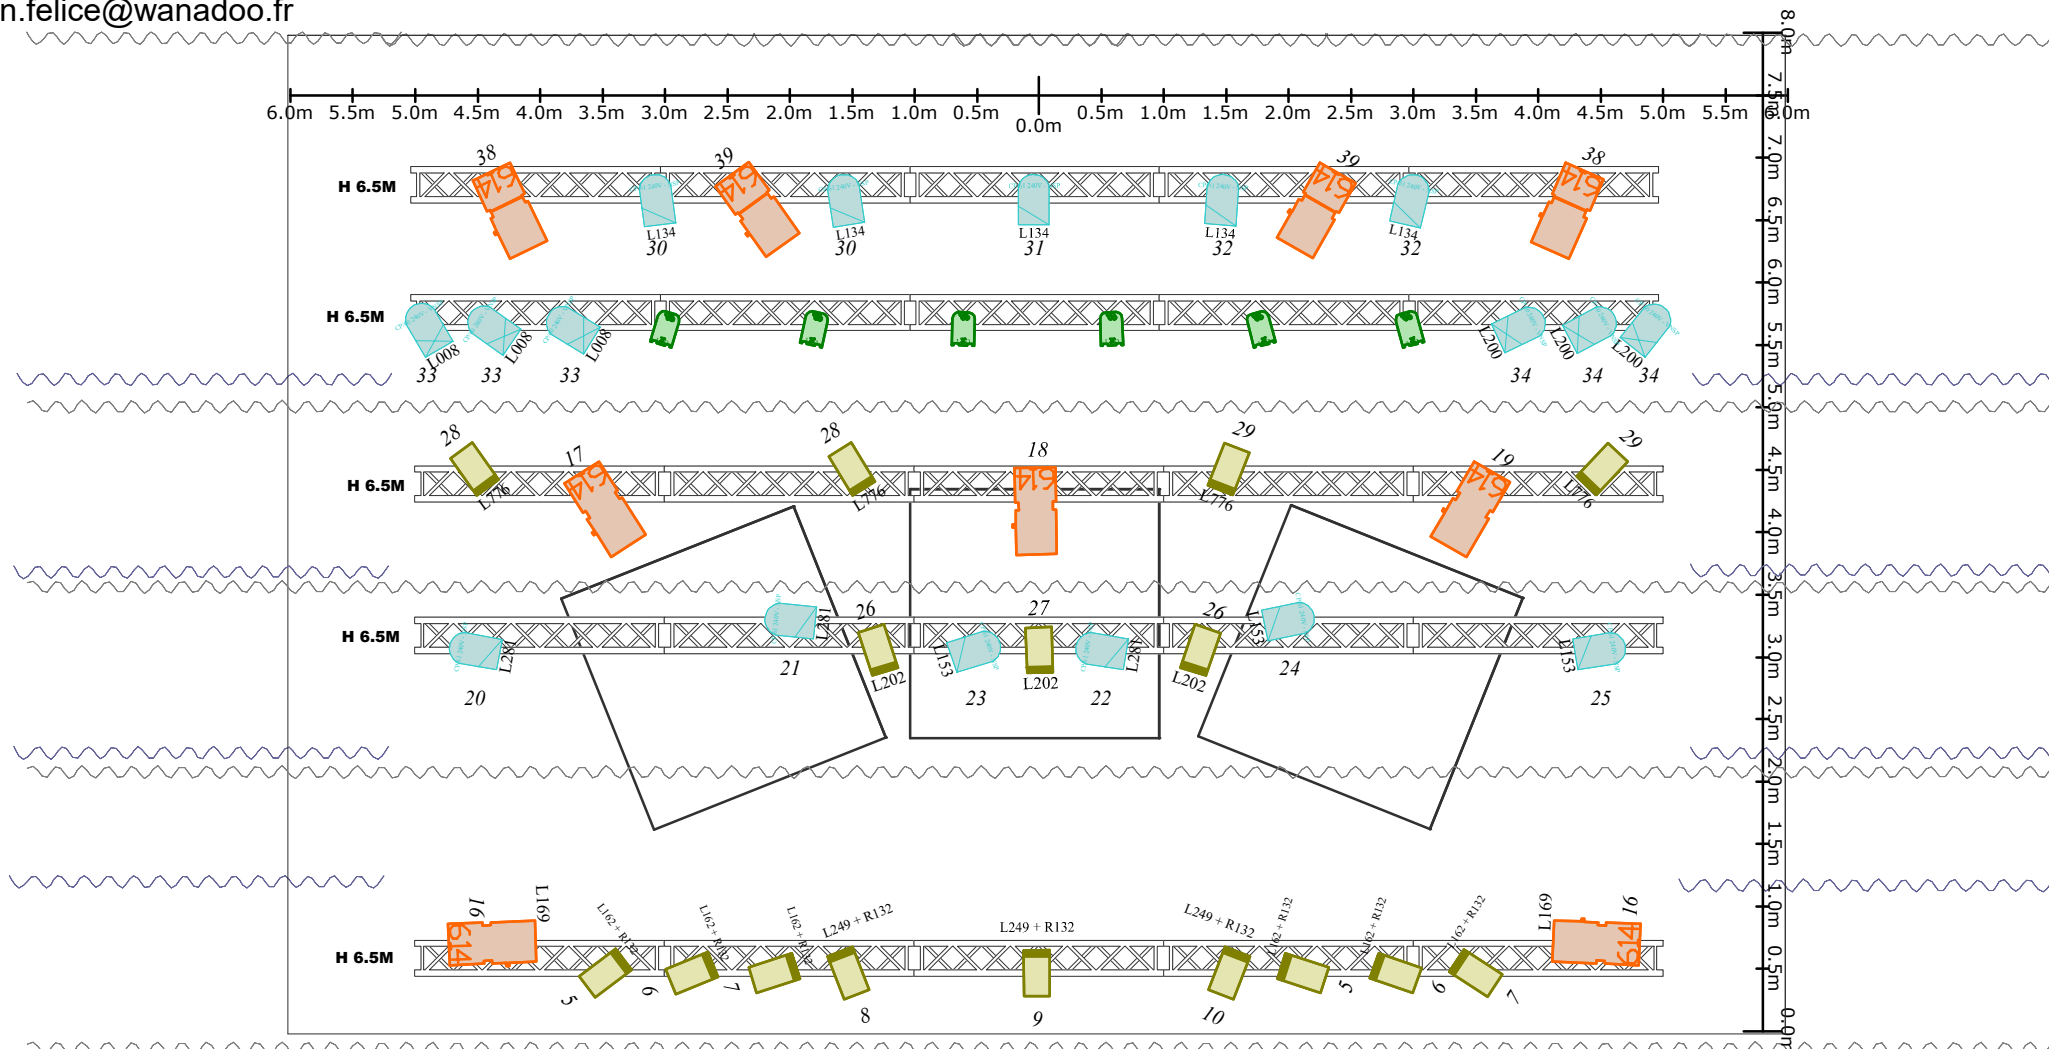 n.felice@wanadoo.fr
8.0m
7.5m
6.0m 5.5m 5.0m 4.5m 4.0m 3.5m 3.0m 2.5m 2.0m 1.5m 1.0m 0.5m 0.0m 0.5m 1.0m 1.5m 2.0m 2.5m 3.0m 3.5m 4.0m 4.5m 5.0m 5.5m 6.0m
7.0m
38 39 39 38
H 6.5M 614 614 614 614
6.5m
L134 L134 L134 L134 L134
30 30 31 32 32
6.0m
H 6.5M
5.5m
L008 L008 L008 L200 L200 L200
33 33 33 34 34 34
5.0m
28 17 28 18 29 19 29
4.5m
H 6.5M 614 614 614
L776 L776 L776 L776
4.0m
3.5m
26 27 26
H 6.5M L281 L281 L153 L281 L153 L153
3.0m
L202 L202 L202
20 21 23 22 24 25
2.5m
2.0m
1.5m
1.0m
16 L169 L162 + R132 L162 + R132 L162 + R132 L249 + R132 L249 + R132 L249 + R132 L162 + R132 L162 + R132 L162 + R132 L169 16
H 6.5M 614 614
0.5m
5 6 7 8 9 10 5 6 7
0.0m